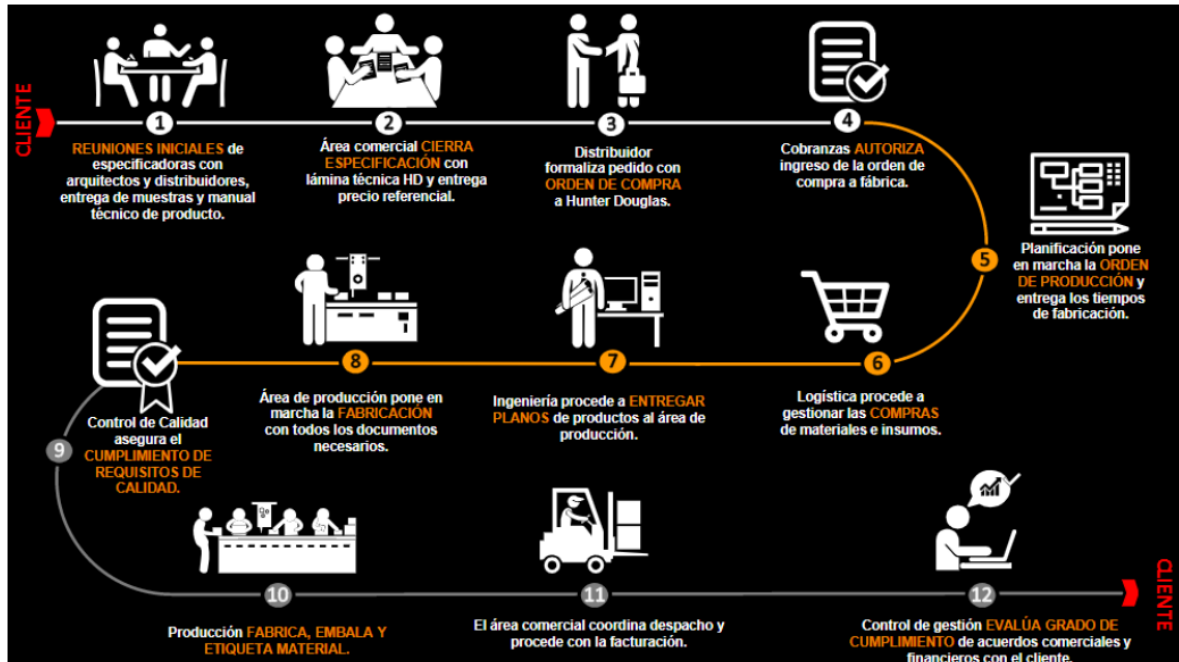 CLIENTE
1
REUNIONES INICIALES de
especificadoras con
arquitectos y distribuidores,
entrega de muestras y manual
técnico de producto.
2
Área comercial CIERRA
ESPECIFICACIÓN con
lámina técnica HD y entrega
precio referencial.
3
Distribuidor
formaliza pedido con
ORDEN DE COMPRA
a Hunter Douglas.
4
Cobranzas AUTORIZA
ingreso de la orden de
compra a fábrica.
5
Planificación pone
en marcha la ORDEN
DE PRODUCCIÓN y
entrega los tiempos
de fabricación.
6
Logística procede a
gestionar las COMPRAS
de materiales e insumos.
7
Ingeniería procede a ENTREGAR
PLANOS de productos al área de
producción.
8
Área de producción pone en
marcha la FABRICACIÓN
con todos los documentos
necesarios.
9
Control de Calidad
asegura el
CUMPLIMIENTO DE
REQUISITOS DE
CALIDAD.
10
Producción FABRICA, EMBALA Y
ETIQUETA MATERIAL.
11
El área comercial coordina despacho y
procede con la facturación.
12
Control de gestión EVALÚA GRADO DE
CUMPLIMIENTO de acuerdos comerciales y
financieros con el cliente.
CLIENTE